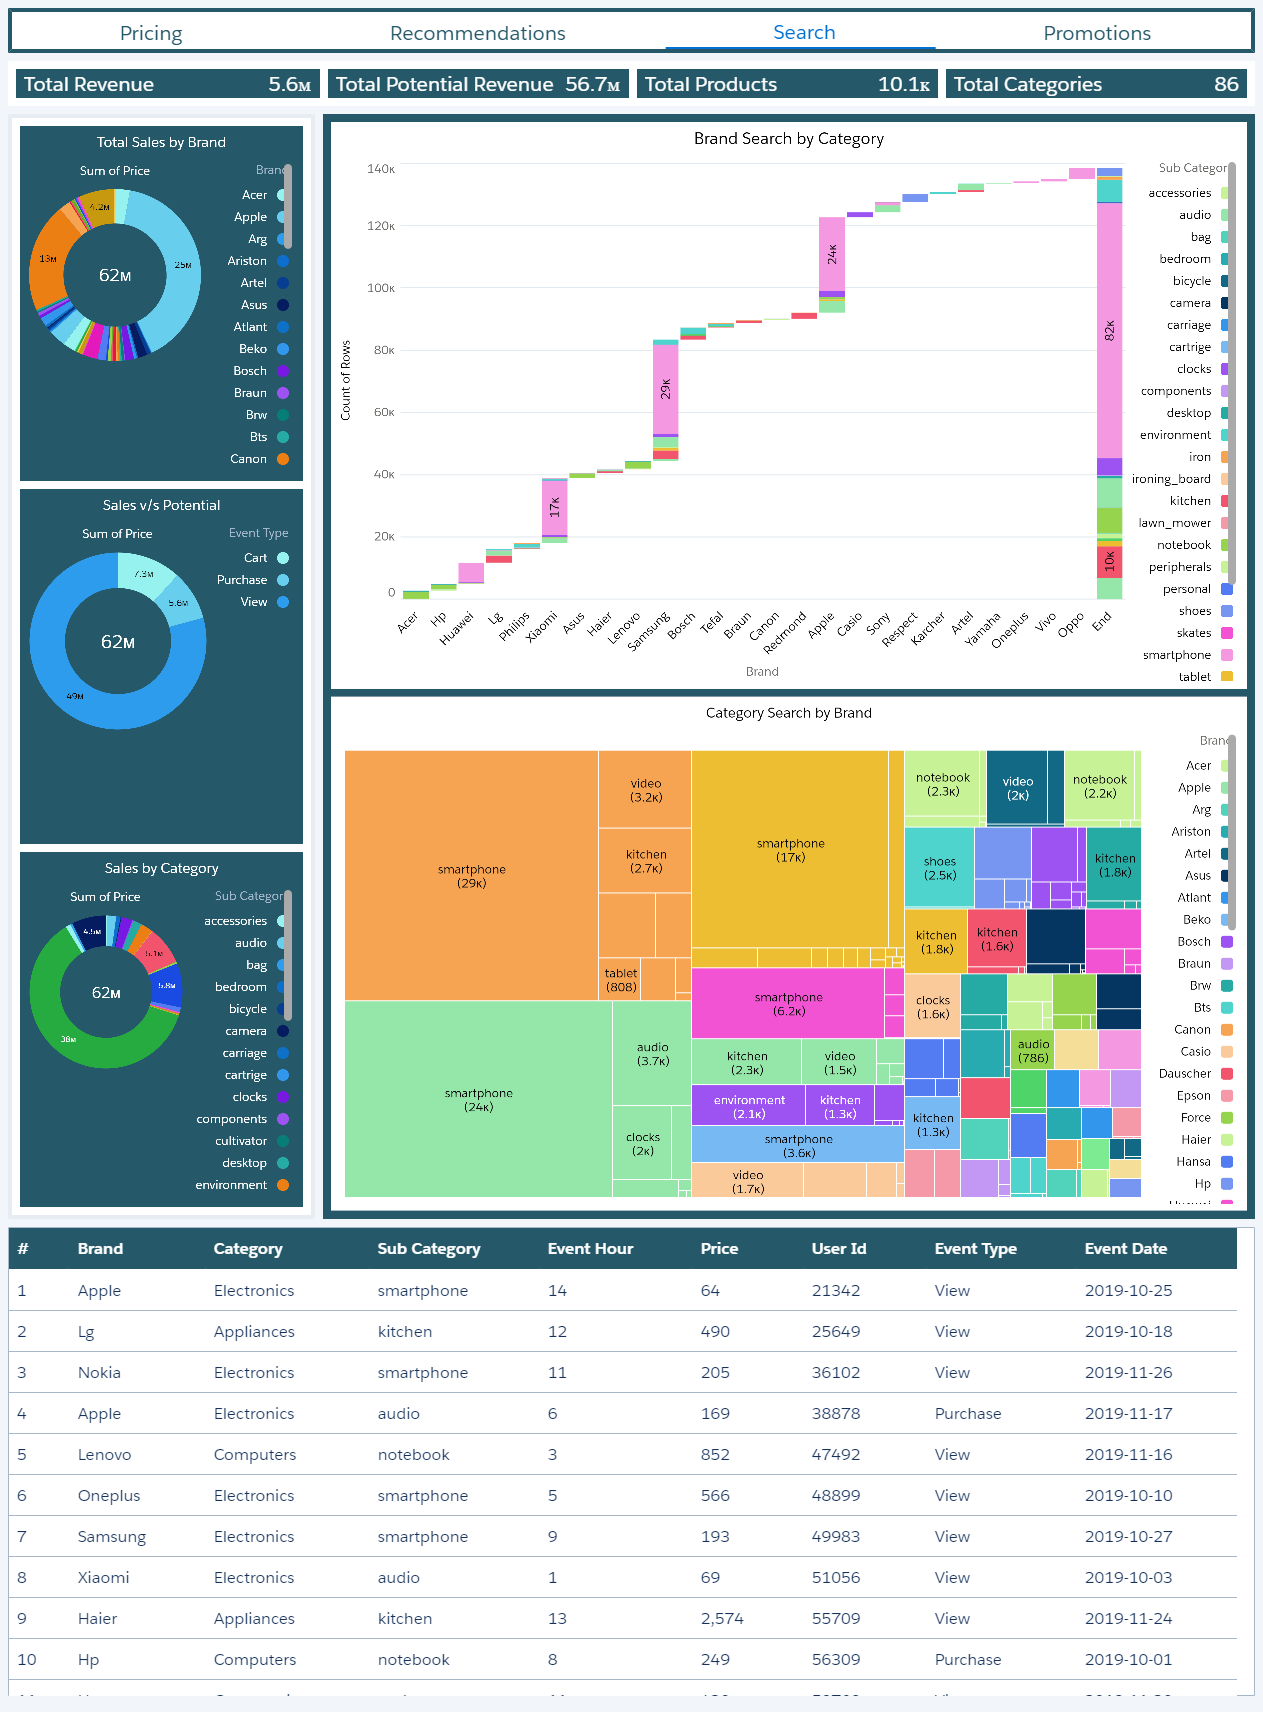 Pricing Recommendations Search Promotions
Total Revenue 5.6M Total Potential Revenue 56.7M Total Products 10.1K Total Categories 86
Total Sales by Brand
Sum of Price
Brand
Acer
Apple
Arg
Ariston
Artel
Asus
Atlant
Beko
Bosch
Braun
Brw
Bts
Canon
4.2M
25M
13M
62M
Sales v/s Potential
Sum of Price
Event Type
Cart
Purchase
View
7.3M
5.6M
49M
62M
Sales by Category
Sum of Price
Sub Categor
accessories
audio
bag
bedroom
bicycle
camera
carriage
cartrige
clocks
components
cultivator
desktop
environment
4.5M
5.1M
5.8M
38M
62M
Brand Search by Category
Count of Rows
140K
120K
100K
80K
60K
40K
20K
0
17K
29K
24K
82K
10K
Acer Hp Huawei Lg Philips Xiaomi Asus Haier Lenovo Samsung Bosch Tefal Braun Canon Redmond Apple Casio Sony Respect Karcher Artel Yamaha Oneplus Vivo Oppo End
Brand
Sub Categor
accessories
audio
bag
bedroom
bicycle
camera
carriage
cartrige
clocks
components
desktop
environment
iron
ironing_board
kitchen
lawn_mower
notebook
peripherals
personal
shoes
skates
smartphone
tablet
Category Search by Brand
smartphone
(29K)
video
(3.2K)
kitchen
(2.7K)
tablet
(808)
smartphone
(24K)
audio
(3.7K)
clocks
(2K)
smartphone
(17K)
smartphone
(6.2K)
kitchen
(2.3K)
video
(1.5K)
environment
(2.1K)
kitchen
(1.3K)
smartphone
(3.6K)
video
(1.7K)
notebook
(2.3K)
video
(2K)
notebook
(2.2K)
shoes
(2.5K)
kitchen
(1.8K)
kitchen
(1.8K)
kitchen
(1.6K)
clocks
(1.6K)
audio
(786)
kitchen
(1.3K)
Brand
Acer
Apple
Arg
Ariston
Artel
Asus
Atlant
Beko
Bosch
Braun
Brw
Bts
Canon
Casio
Dauscher
Epson
Force
Haier
Hansa
Hp
# Brand Category Sub Category Event Hour Price User Id Event Type Event Date
1 Apple Electronics smartphone 14 64 21342 View 2019-10-25
2 Lg Appliances kitchen 12 490 25649 View 2019-10-18
3 Nokia Electronics smartphone 11 205 36102 View 2019-11-26
4 Apple Electronics audio 6 169 38878 Purchase 2019-11-17
5 Lenovo Computers notebook 3 852 47492 View 2019-11-16
6 Oneplus Electronics smartphone 5 566 48899 View 2019-10-10
7 Samsung Electronics smartphone 9 193 49983 View 2019-10-27
8 Xiaomi Electronics audio 1 69 51056 View 2019-10-03
9 Haier Appliances kitchen 13 2,574 55709 View 2019-11-24
10 Hp Computers notebook 8 249 56309 Purchase 2019-10-01